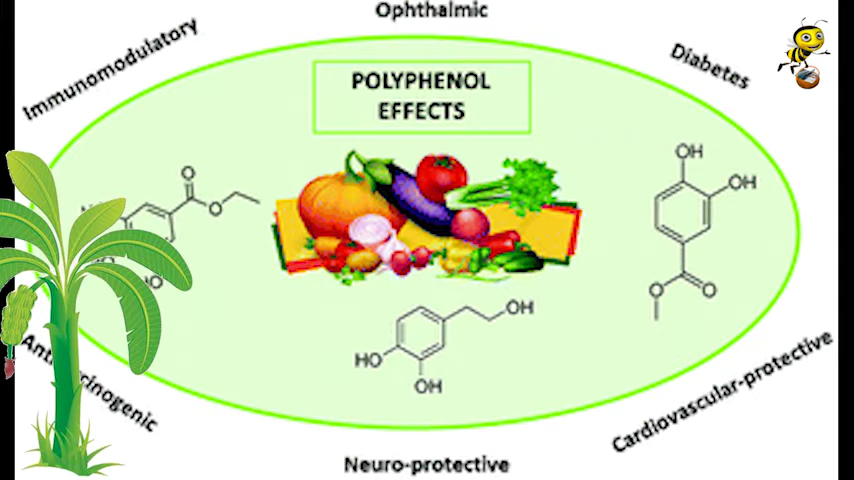 Ophthalmic
Immunomodulatory
Diabetes
POLYPHENOL
EFFECTS
OH
OH
O
O
O
O
OH
HO
OH
Cardiovascular-protective
Neuro-protective